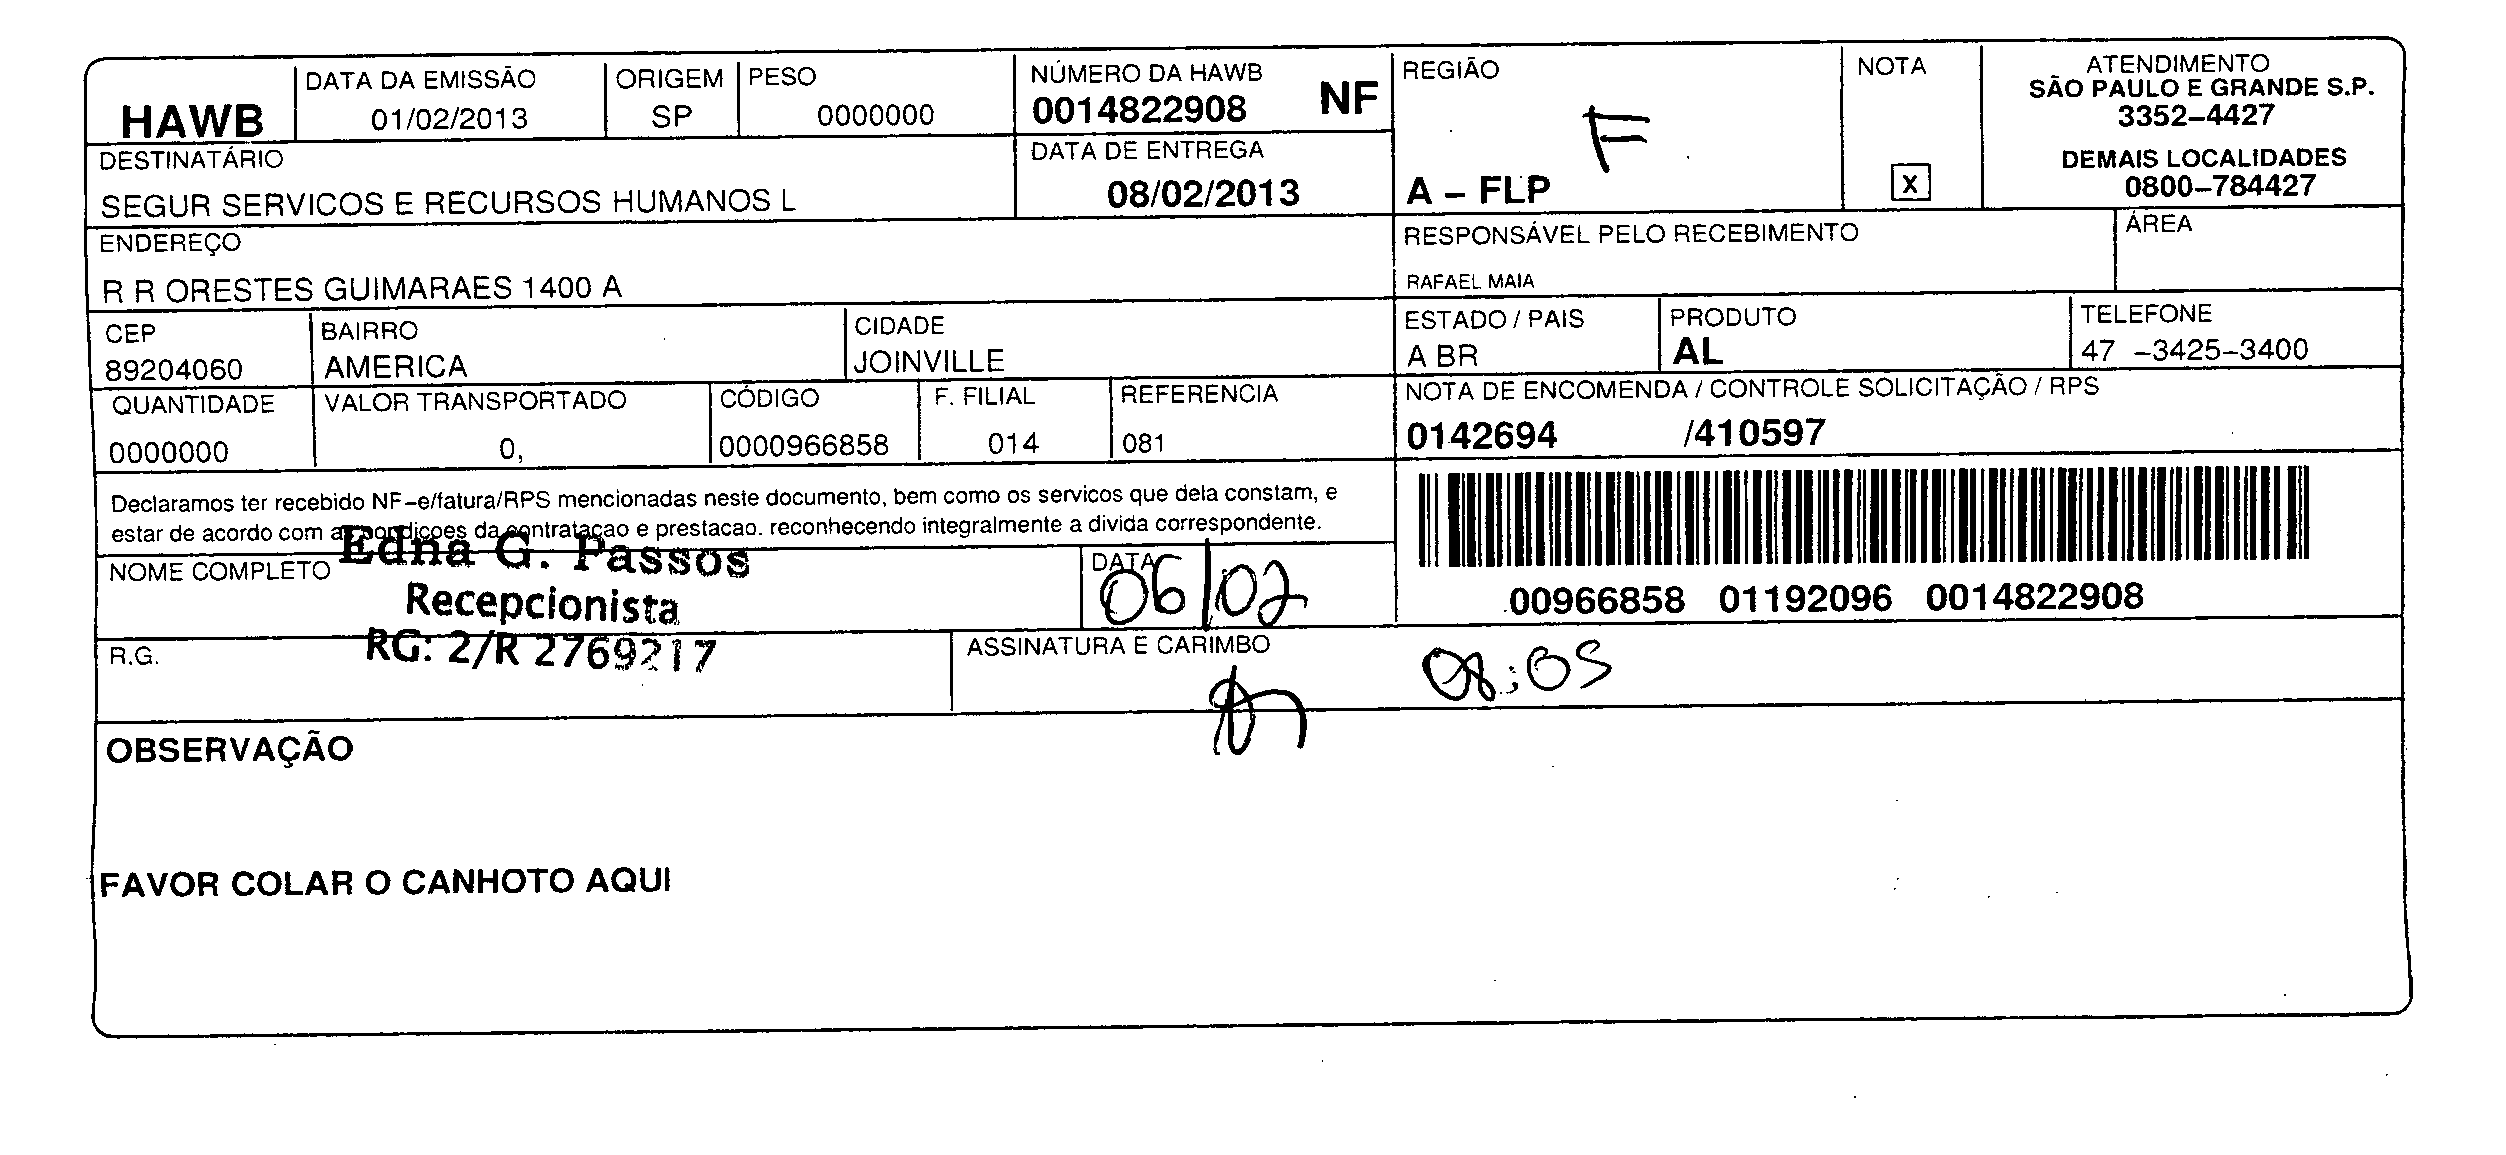 HAWB
DATA DA EMISSÃO
01/02/2013
ORIGEM
SP
PESO
0000000
NÚMERO DA HAWB
0014822908 NF
REGIÃO
F
A – FLP
NOTA
X
ATENDIMENTO
SÃO PAULO E GRANDE S.P.
3352–4427
DEMAIS LOCALIDADES
0800–784427
DESTINATÁRIO
SEGUR SERVICOS E RECURSOS HUMANOS L
DATA DE ENTREGA
08/02/2013
ENDEREÇO
R R ORESTES GUIMARAES 1400 A
RESPONSÁVEL PELO RECEBIMENTO
RAFAEL MAIA
ÁREA
CEP
89204060
BAIRRO
AMERICA
CIDADE
JOINVILLE
ESTADO / PAIS
A BR
PRODUTO
AL
TELEFONE
47 –3425–3400
QUANTIDADE
0000000
VALOR TRANSPORTADO
0,
CÓDIGO
0000966858
F. FILIAL
014
REFERENCIA
081
NOTA DE ENCOMENDA / CONTROLE SOLICITAÇÃO / RPS
0142694 /410597
Declaramos ter recebido NF–e/fatura/RPS mencionadas neste documento, bem como os servicos que dela constam, e
estar de acordo com as condiçoes da contrataçao e prestacao. reconhecendo integralmente a divida correspondente.
00966858 01192096 0014822908
NOME COMPLETO
Edna G. Passos
Recepcionista
RG: 2/R 2769217
DATA
06/02
R.G.
ASSINATURA E CARIMBO
08:05
OBSERVAÇÃO
FAVOR COLAR O CANHOTO AQUI